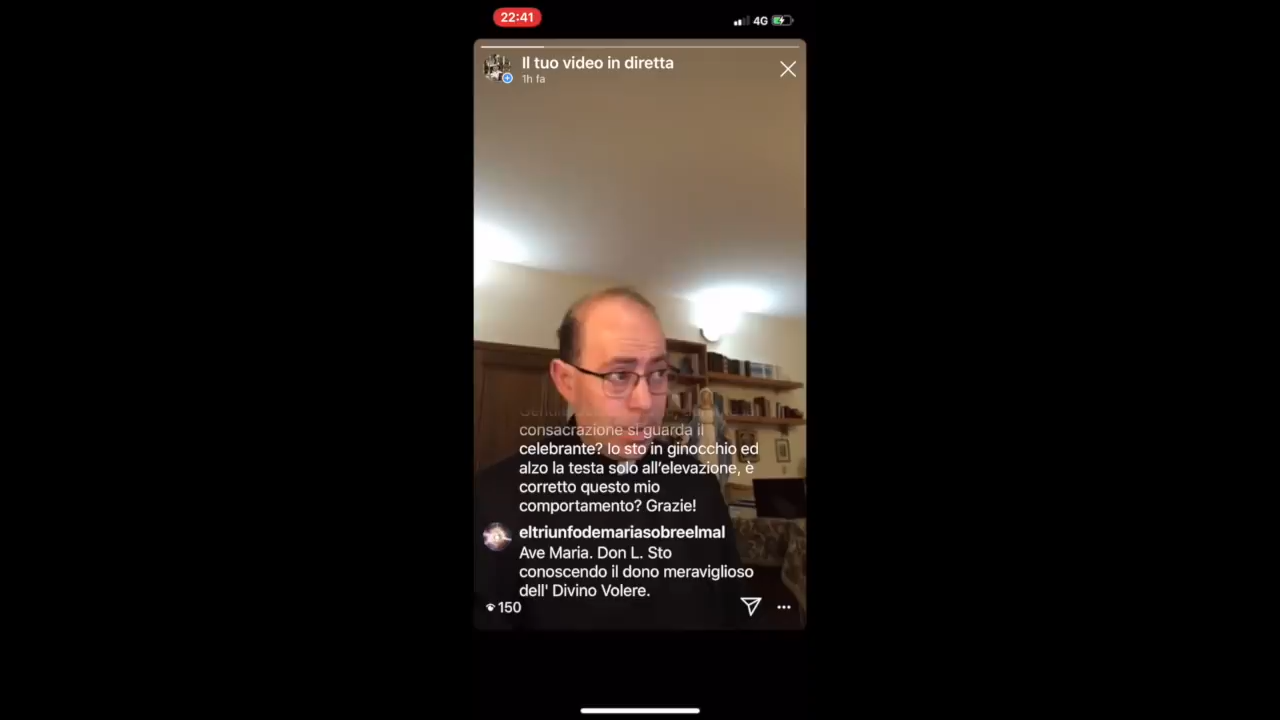 22:41
4G
Il tuo video in diretta
1h fa
consacrazione si guarda il
celebrante? Io sto in ginocchio ed
alzo la testa solo all'elevazione, è
corretto questo mio
comportamento? Grazie!
eltriunfodemariasobreelmal
Ave Maria. Don L. Sto
conoscendo il dono meraviglioso
dell' Divino Volere.
150